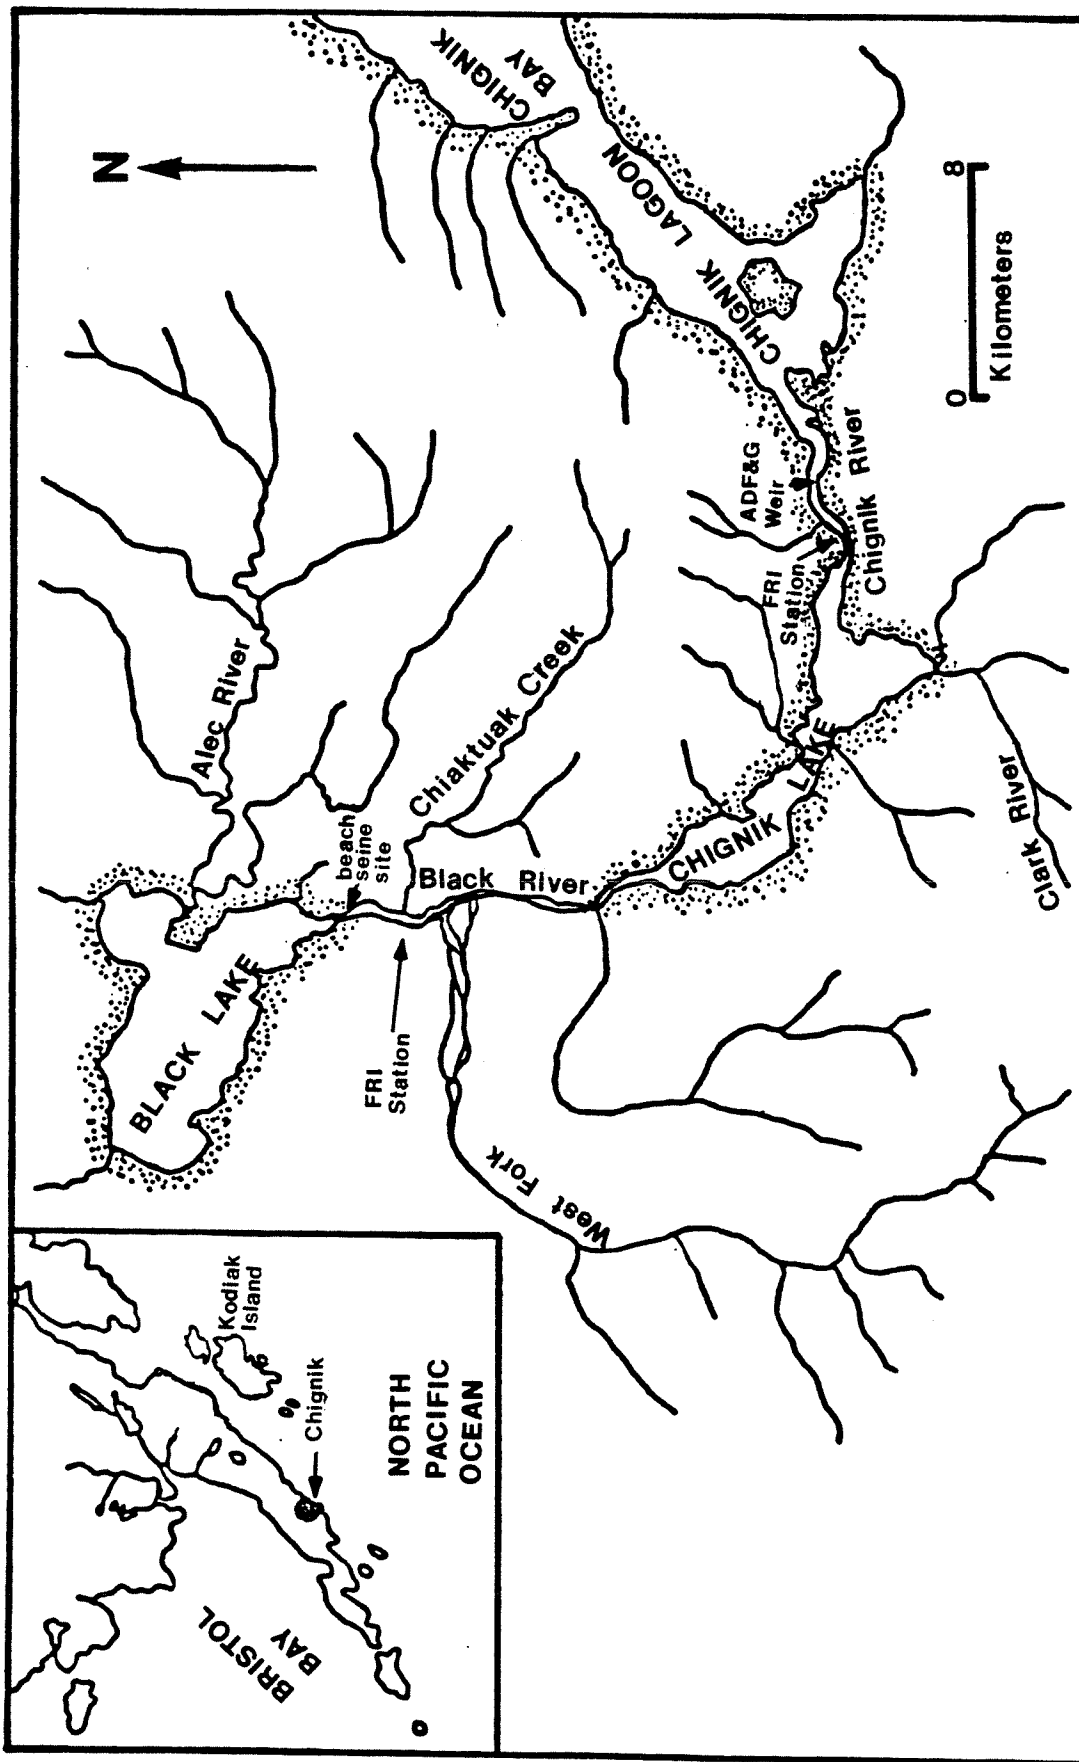 BRISTOL
BAY
Kodiak
Island
Chignik
NORTH
PACIFIC
OCEAN
N
BLACK LAKE
Alec River
beach
seine
site
FRI
Station
Chiaktuak Creek
Black River
West Fork
CHIGNIK
BAY
CHIGNIK LAGOON
ADF&G
Weir
FRI
Station
Chignik River
CHIGNIK LAKE
Clark River
0 8
Kilometers